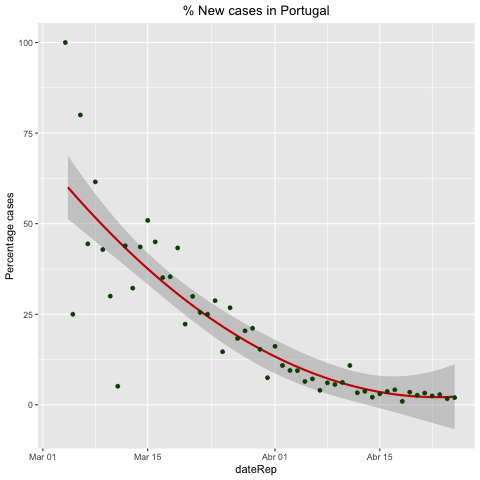 % New cases in Portugal
Percentage cases
100
75
50
25
0
Mar 01
Mar 15
Abr 01
Abr 15
dateRep